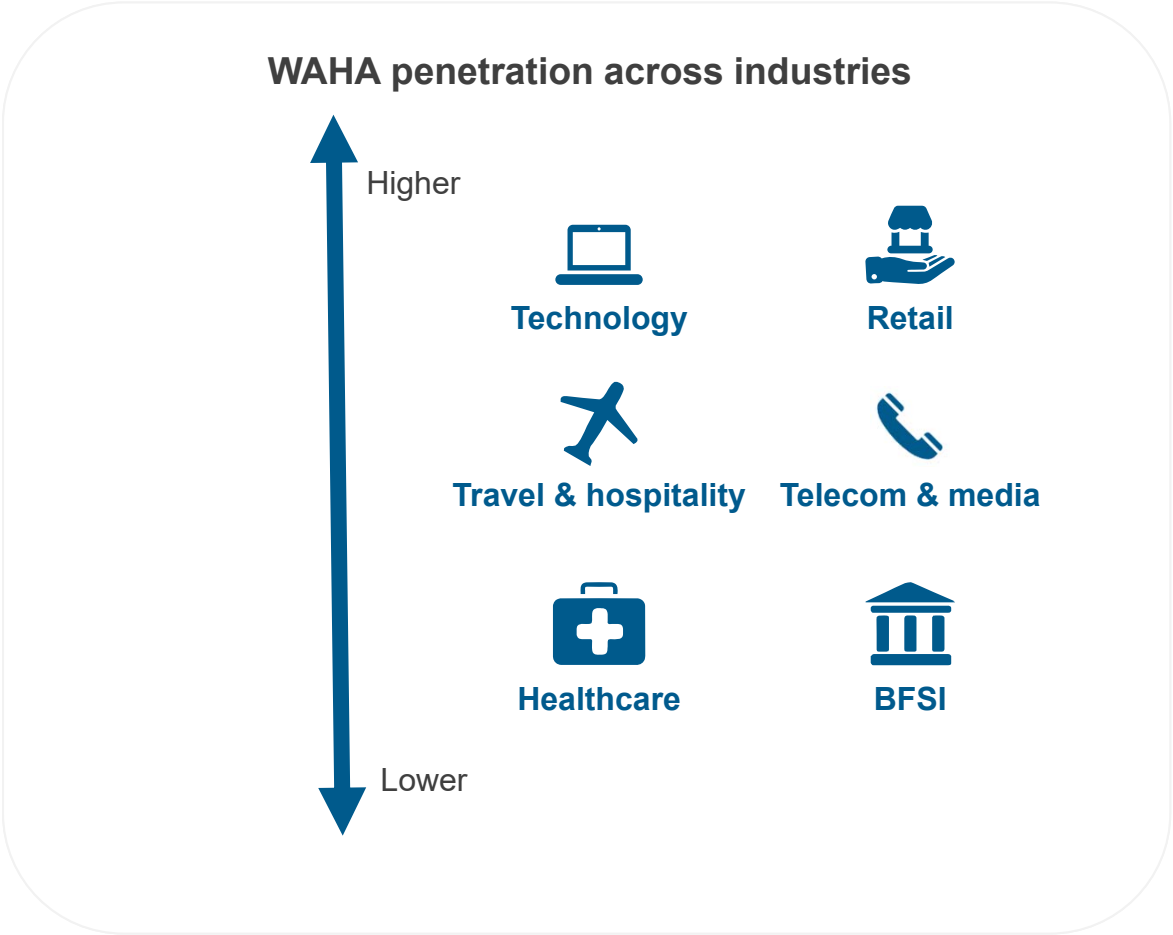 WAHA penetration across industries
Higher
Technology
Retail
Travel & hospitality
Telecom & media
Healthcare
BFSI
Lower